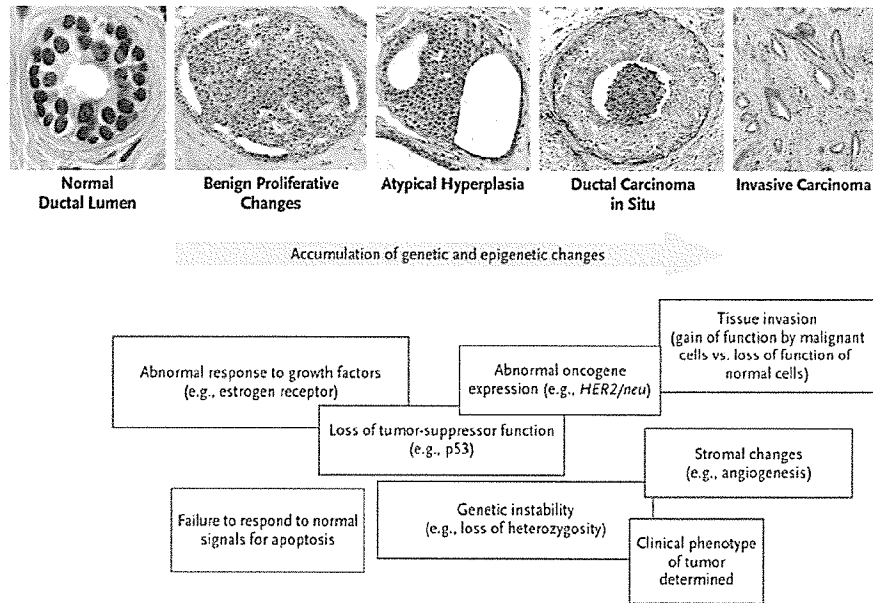 Normal
Ductal Lumen
Benign Proliferative
Changes
Atypical Hyperplasia
Ductal Carcinoma
in Situ
Invasive Carcinoma
Accumulation of genetic and epigenetic changes
Tissue invasion
(gain of function by malignant
cells vs. loss of function of
normal cells)
Abnormal response to growth factors
(e.g., estrogen receptor)
Abnormal oncogene
expression (e.g., HER2/neu)
Loss of tumor-suppressor function
(e.g., p53)
Stromal changes
(e.g., angiogenesis)
Failure to respond to normal
signals for apoptosis
Genetic instability
(e.g., loss of heterozygosity)
Clinical phenotype
of tumor
determined